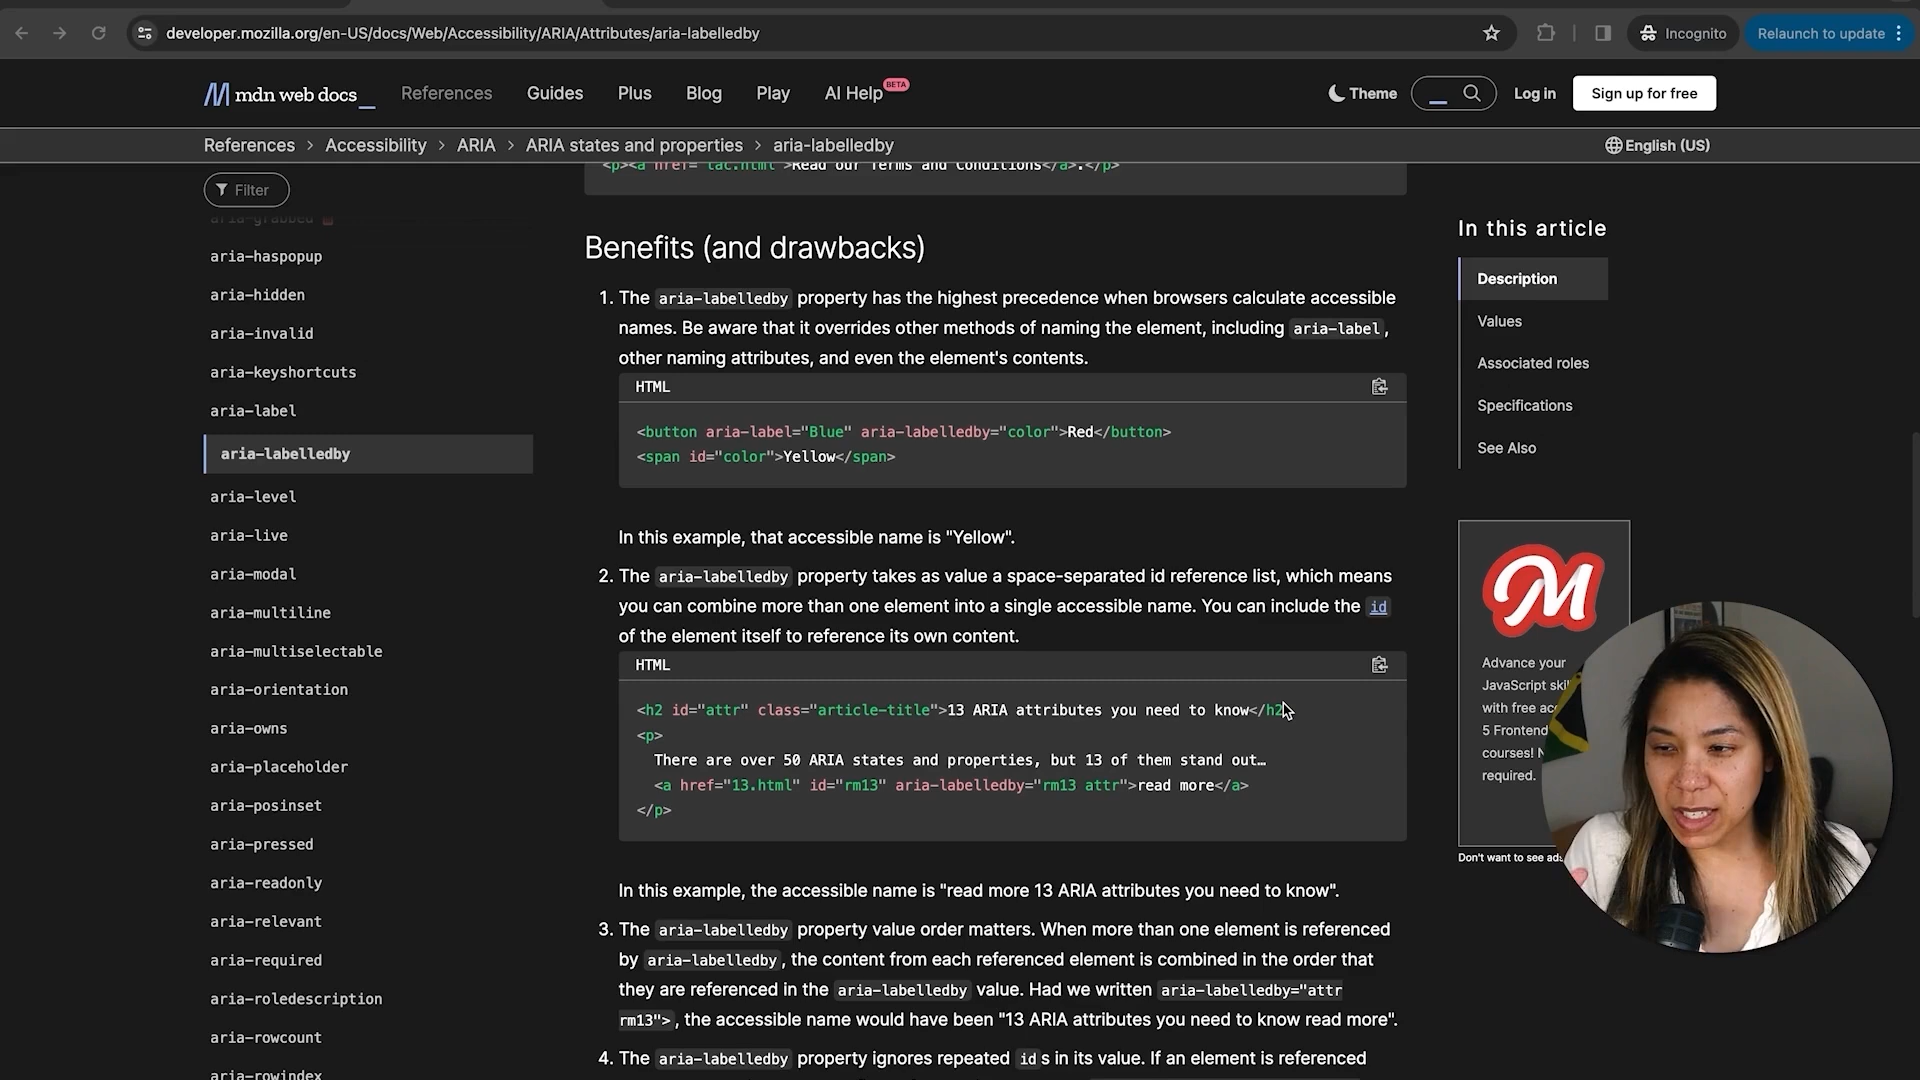 developer.mozilla.org/en-US/docs/Web/Accessibility/ARIA/Attributes/aria-labelledby
Incognito
Relaunch to update
mdn web docs_
References
Guides
Plus
Blog
Play
AI Help
BETA
Theme
Log in
Sign up for free
References > Accessibility > ARIA > ARIA states and properties > aria-labelledby
English (US)
Filter
aria-grabbed
aria-haspopup
aria-hidden
aria-invalid
aria-keyshortcuts
aria-label
aria-labelledby
aria-level
aria-live
aria-modal
aria-multiline
aria-multiselectable
aria-orientation
aria-owns
aria-placeholder
aria-posinset
aria-pressed
aria-readonly
aria-relevant
aria-required
aria-roledescription
aria-rowcount
aria-rowindex
<p><a href="tac.html">Read our Terms and Conditions</a>.</p>
Benefits (and drawbacks)
1. The aria-labelledby property has the highest precedence when browsers calculate accessible
names. Be aware that it overrides other methods of naming the element, including aria-label,
other naming attributes, and even the element's contents.
HTML
<button aria-label="Blue" aria-labelledby="color">Red</button>
<span id="color">Yellow</span>
In this example, that accessible name is "Yellow".
2. The aria-labelledby property takes as value a space-separated id reference list, which means
you can combine more than one element into a single accessible name. You can include the id
of the element itself to reference its own content.
HTML
<h2 id="attr" class="article-title">13 ARIA attributes you need to know</h2
<p>
There are over 50 ARIA states and properties, but 13 of them stand out…
<a href="13.html" id="rm13" aria-labelledby="rm13 attr">read more</a>
</p>
In this example, the accessible name is "read more 13 ARIA attributes you need to know".
3. The aria-labelledby property value order matters. When more than one element is referenced
by aria-labelledby, the content from each referenced element is combined in the order that
they are referenced in the aria-labelledby value. Had we written aria-labelledby="attr
rm13">, the accessible name would have been "13 ARIA attributes you need to know read more".
4. The aria-labelledby property ignores repeated ids in its value. If an element is referenced
In this article
Description
Values
Associated roles
Specifications
See Also
M
Advance your
JavaScript
with free
5 Frontend
courses!
required.
Don't want to see